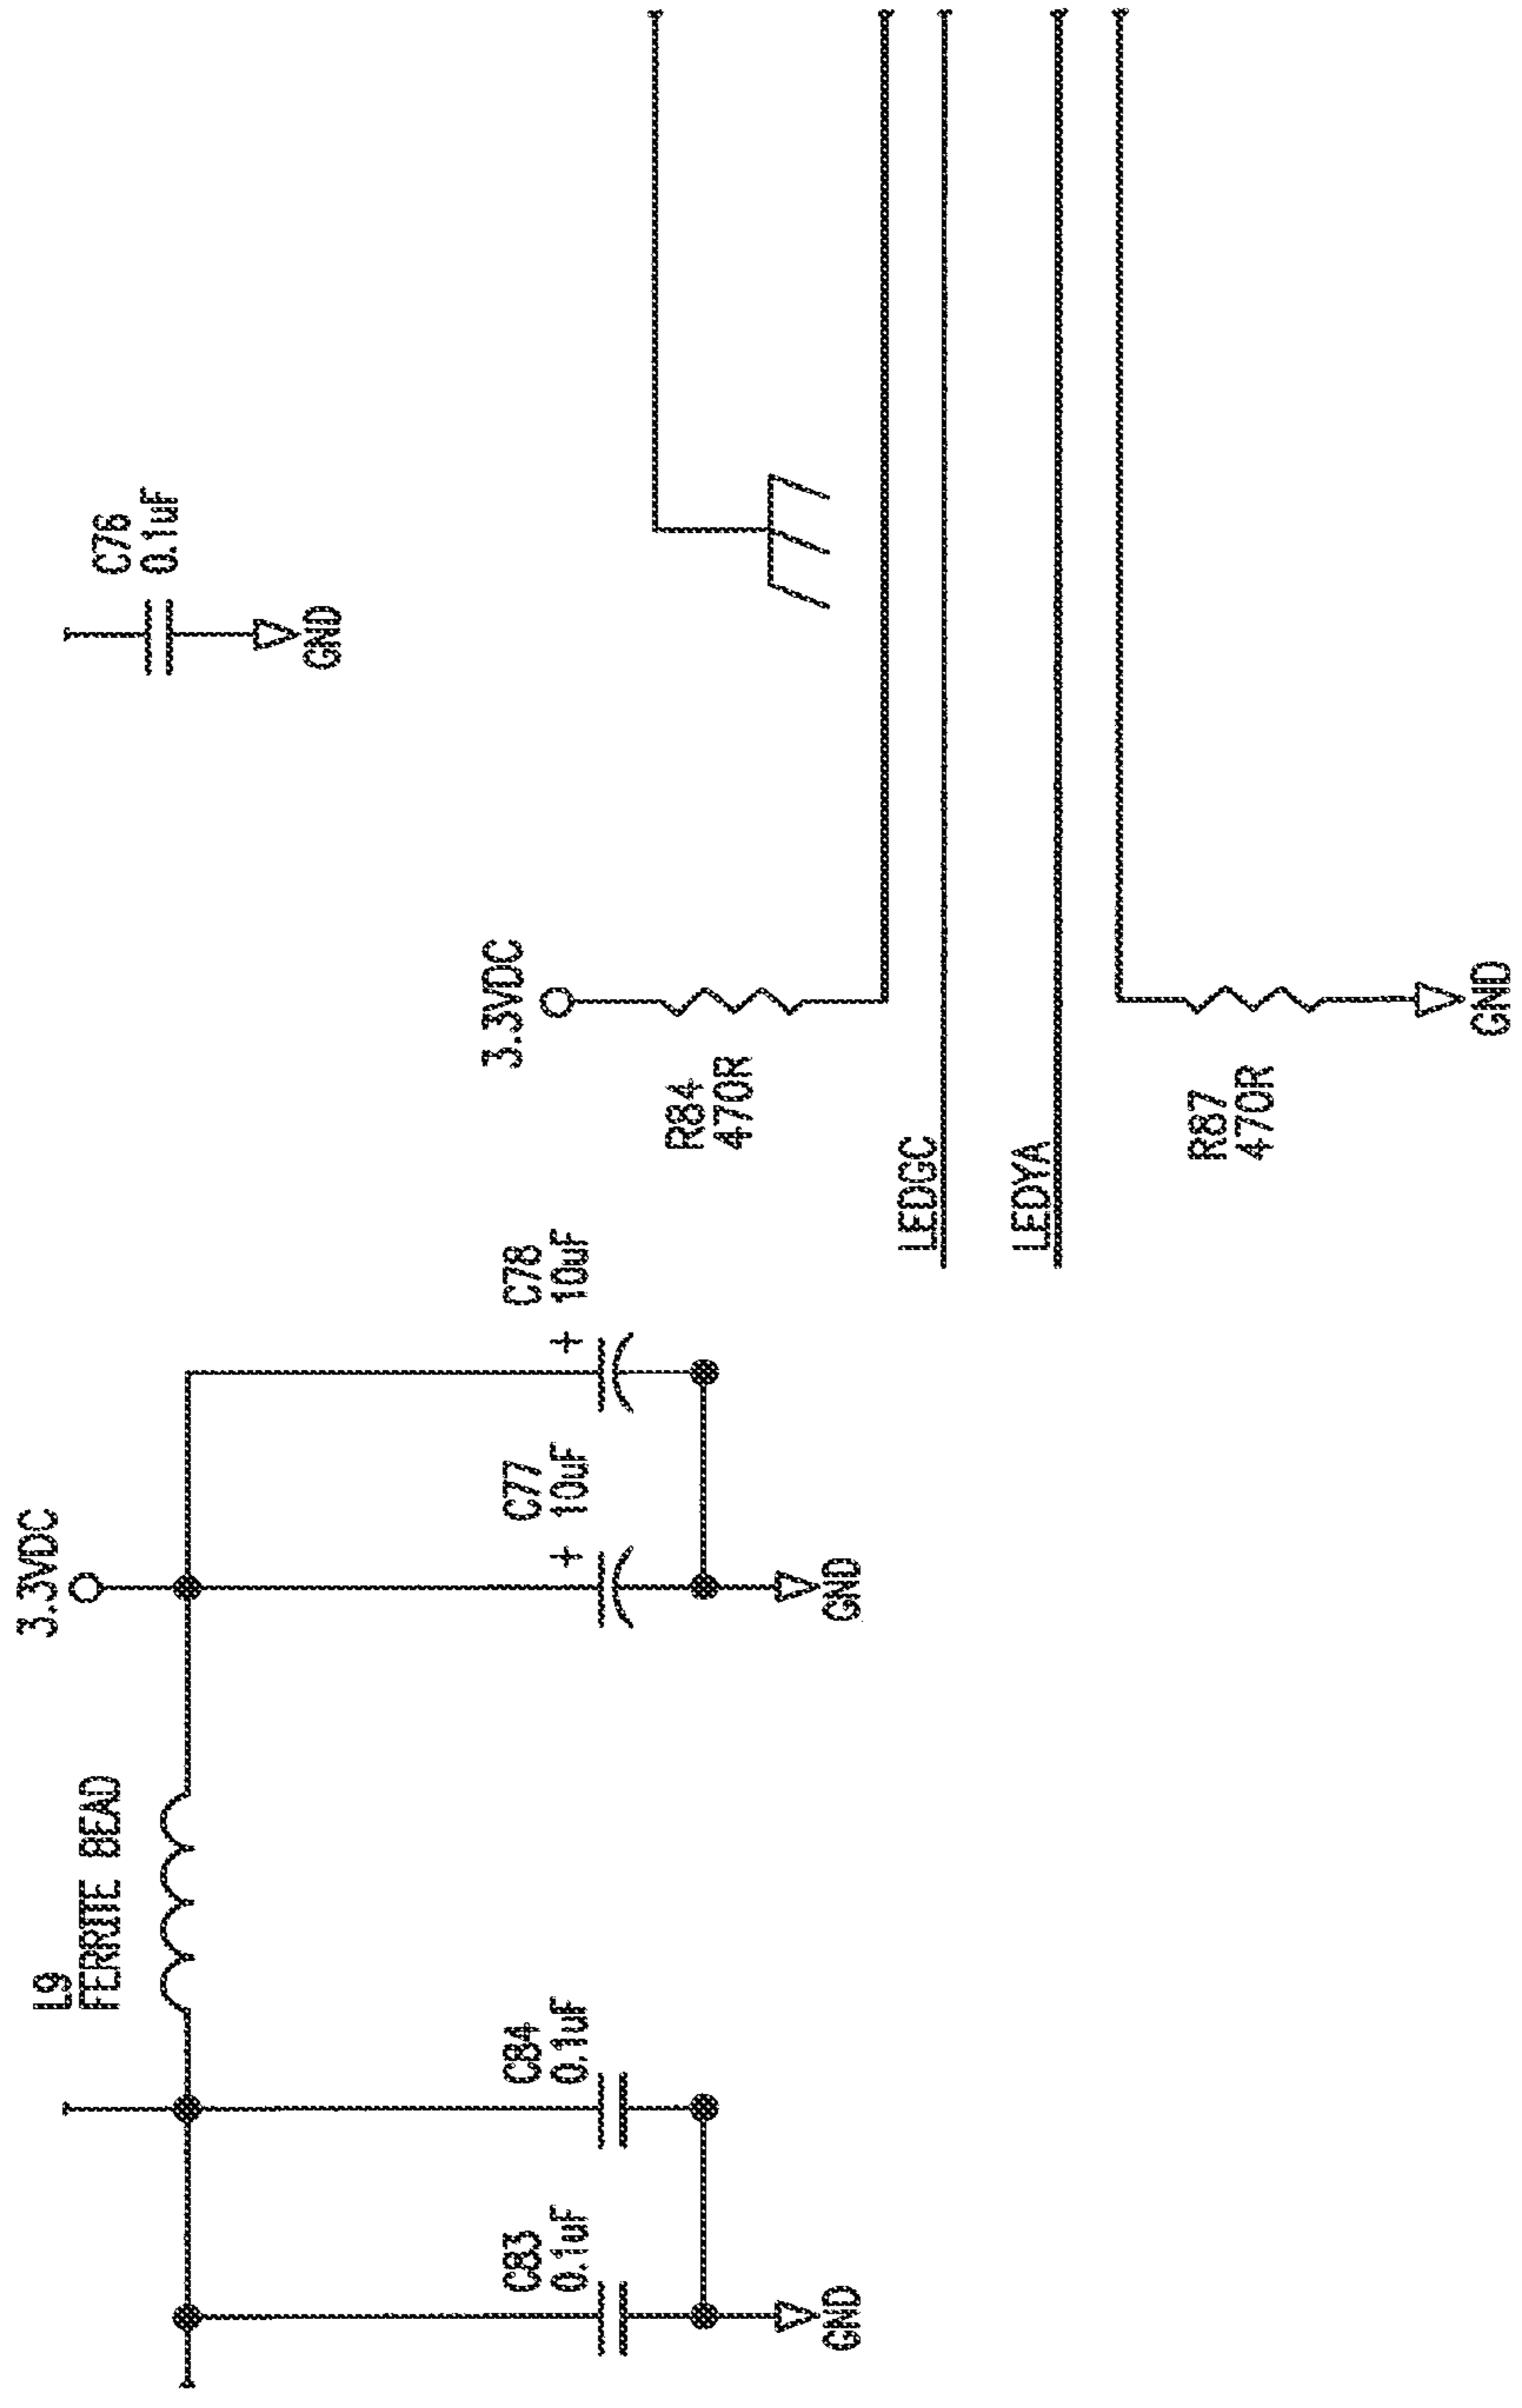 L9
FERRITE BEAD
3.3VDC
C83
0.1uF
C84
0.1uF
C77
10uF
+
C78
10uF
+
GND
GND
C76
0.1uF
GND
3.3VDC
R84
470R
LEDGC
LEDYA
R87
470R
GND